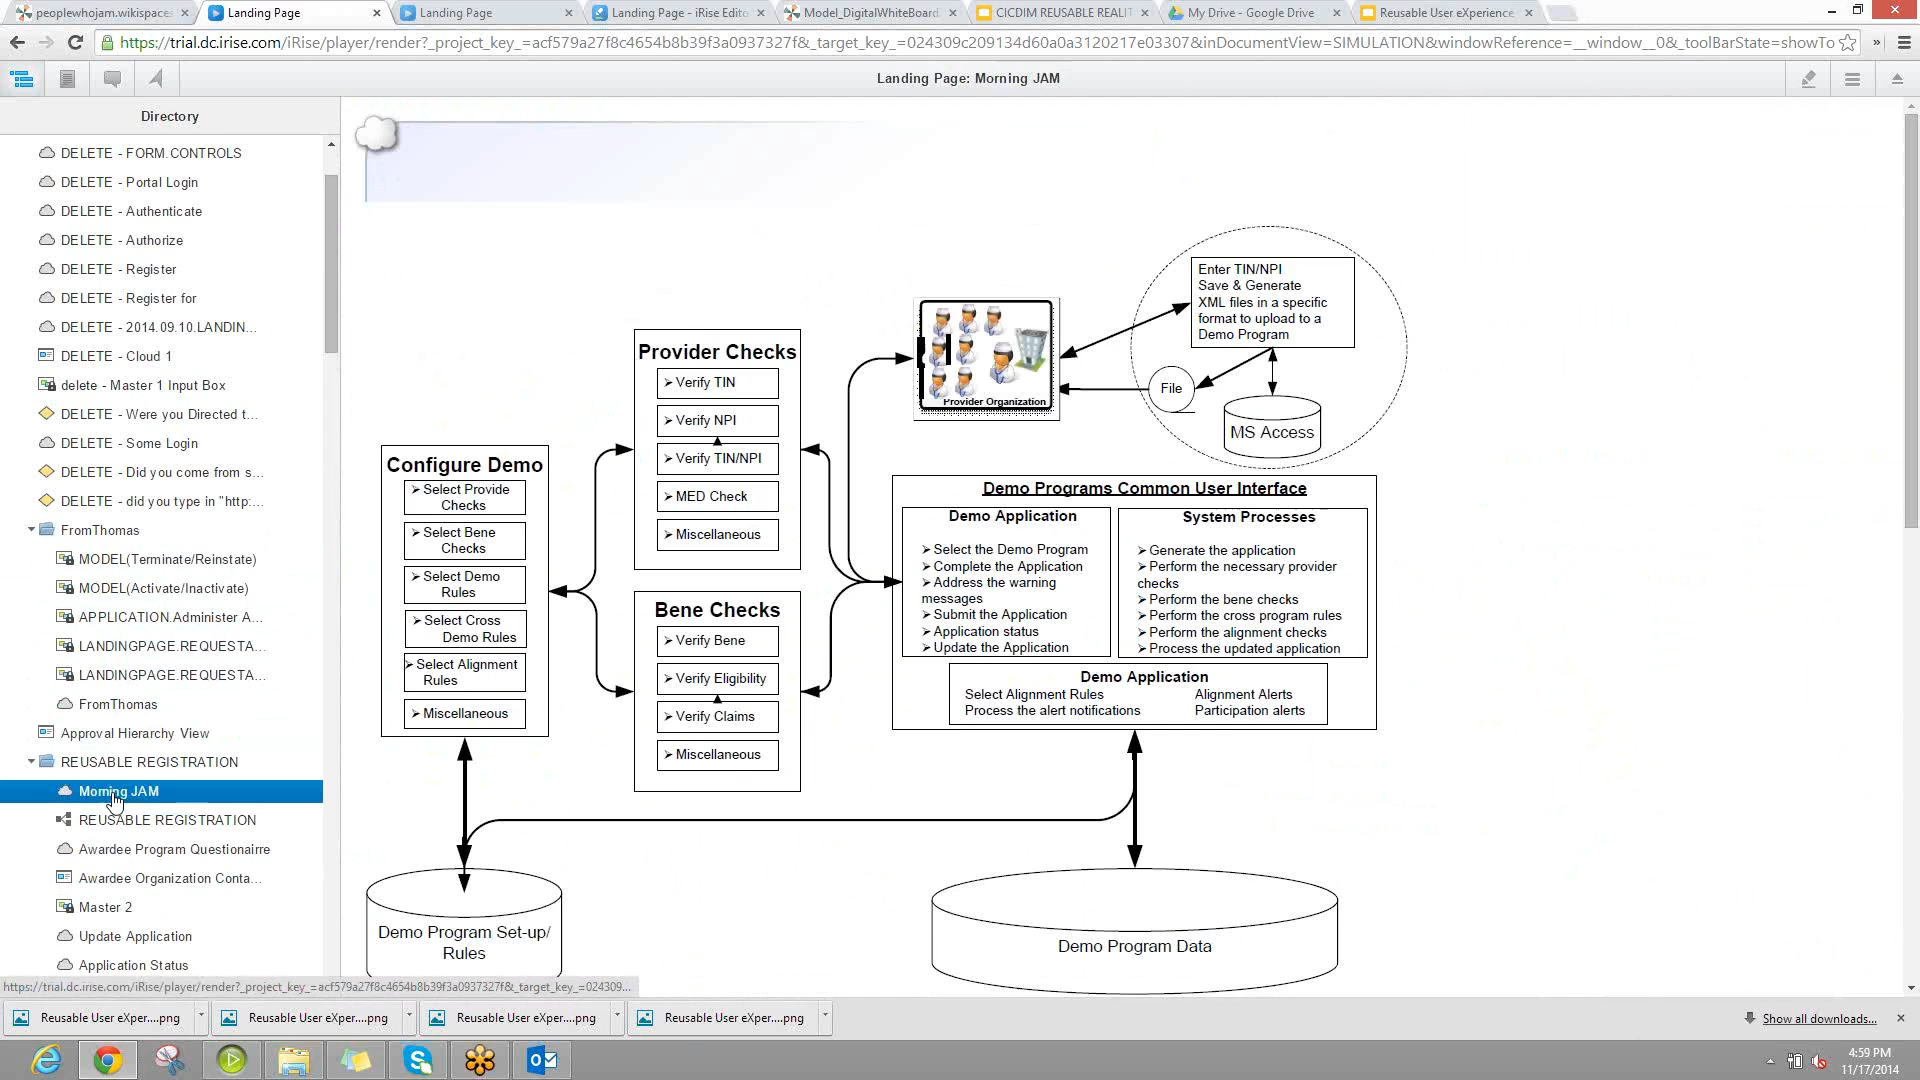 peoplewhojam.wikispaces
Landing Page
Landing Page
Landing Page - iRise Edito
Model_DigitalWhiteBoard
CICDIM REUSABLE REALIT
My Drive - Google Drive
Reusable User eXperience
https://trial.dc.irise.com/iRise/player/render?_project_key_=acf579a27f8c4654b8b39f3a0937327f&_target_key_=024309c209134d60a0a3120217e03307&inDocumentView=SIMULATION&windowReference=__window__0&_toolBarState=showTo
Landing Page: Morning JAM
Directory
DELETE - FORM.CONTROLS
DELETE - Portal Login
DELETE - Authenticate
DELETE - Authorize
DELETE - Register
DELETE - Register for
DELETE - 2014.09.10.LANDIN...
DELETE - Cloud 1
delete - Master 1 Input Box
DELETE - Were you Directed t...
DELETE - Some Login
DELETE - Did you come from s...
DELETE - did you type in "http:...
FromThomas
MODEL(Terminate/Reinstate)
MODEL(Activate/Inactivate)
APPLICATION.Administer A...
LANDINGPAGE.REQUESTA...
LANDINGPAGE.REQUESTA...
FromThomas
Approval Hierarchy View
REUSABLE REGISTRATION
Morning JAM
REUSABLE REGISTRATION
Awardee Program Questionairre
Awardee Organization Conta...
Master 2
Update Application
Application Status
Configure Demo
Select Provide
Checks
Select Bene
Checks
Select Demo
Rules
Select Cross
Demo Rules
Select Alignment
Rules
Miscellaneous
Provider Checks
Verify TIN
Verify NPI
Verify TIN/NPI
MED Check
Miscellaneous
Bene Checks
Verify Bene
Verify Eligibility
Verify Claims
Miscellaneous
Provider Organization
Enter TIN/NPI
Save & Generate
XML files in a specific
format to upload to a
Demo Program
File
MS Access
Demo Programs Common User Interface
Demo Application
Select the Demo Program
Complete the Application
Address the warning
messages
Submit the Application
Application status
Update the Application
System Processes
Generate the application
Perform the necessary provider
checks
Perform the bene checks
Perform the cross program rules
Perform the alignment checks
Process the updated application
Demo Application
Select Alignment Rules Alignment Alerts
Process the alert notifications Participation alerts
Demo Program Set-up/
Rules
Demo Program Data
https://trial.dc.irise.com/iRise/player/render?_project_key_=acf579a27f8c4654b8b39f3a0937327f&_target_key_=024309...
Reusable User eXper....png
Reusable User eXper....png
Reusable User eXper....png
Reusable User eXper....png
Show all downloads...
4:59 PM
11/17/2014